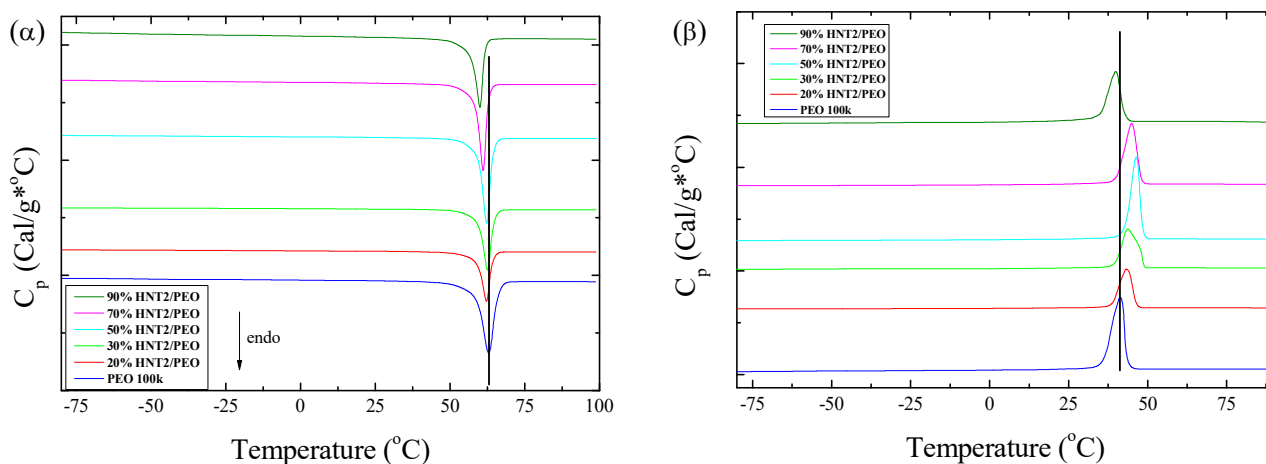 (α)
C_p (Cal/g*°C)
90% HNT2/PEO
70% HNT2/PEO
50% HNT2/PEO
30% HNT2/PEO
20% HNT2/PEO
PEO 100k
endo
-75 -50 -25 0 25 50 75 100
Temperature (°C)
(β)
C_p (Cal/g*°C)
90% HNT2/PEO
70% HNT2/PEO
50% HNT2/PEO
30% HNT2/PEO
20% HNT2/PEO
PEO 100k
-75 -50 -25 0 25 50 75
Temperature (°C)